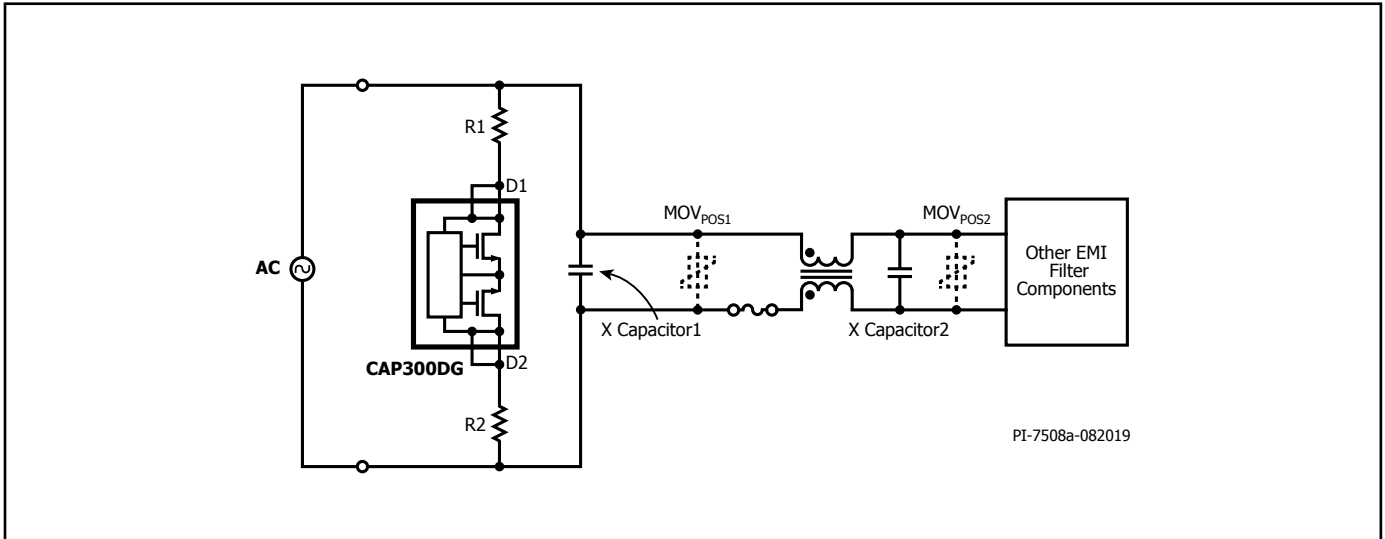 R1
D1
AC
CAP300DG
D2
R2
X Capacitor1
MOVPOS1
X Capacitor2
MOVPOS2
Other EMI
Filter
Components
PI-7508a-082019